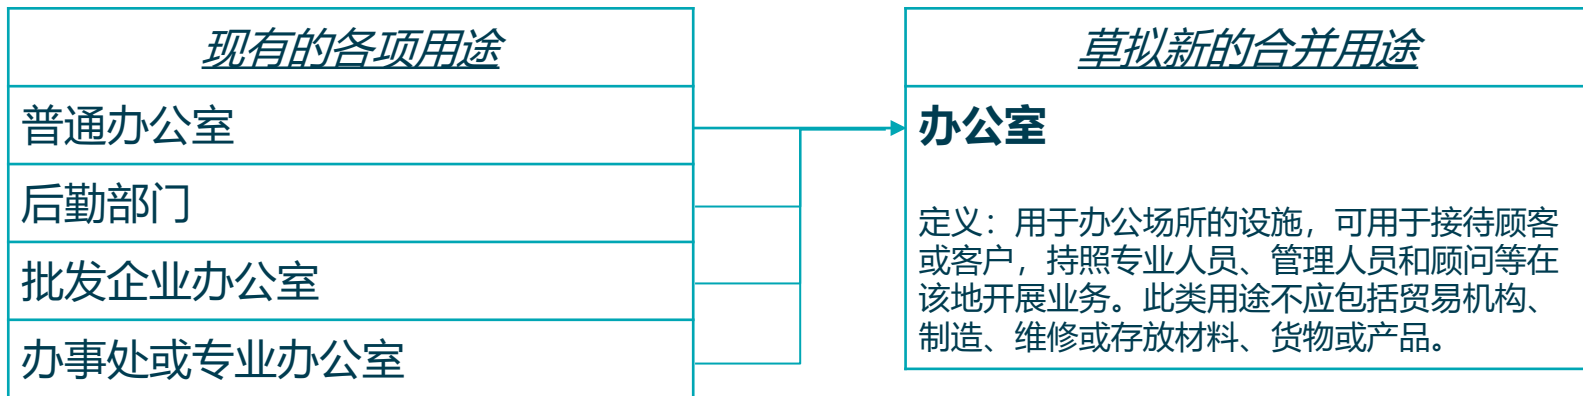 现有的各项用途
普通办公室
后勤部门
批发企业办公室
办事处或专业办公室
草拟新的合并用途
办公室
定义：用于办公场所的设施，可用于接待顾客
或客户，持照专业人员、管理人员和顾问等在
该地开展业务。此类用途不应包括贸易机构、
制造、维修或存放材料、货物或产品。